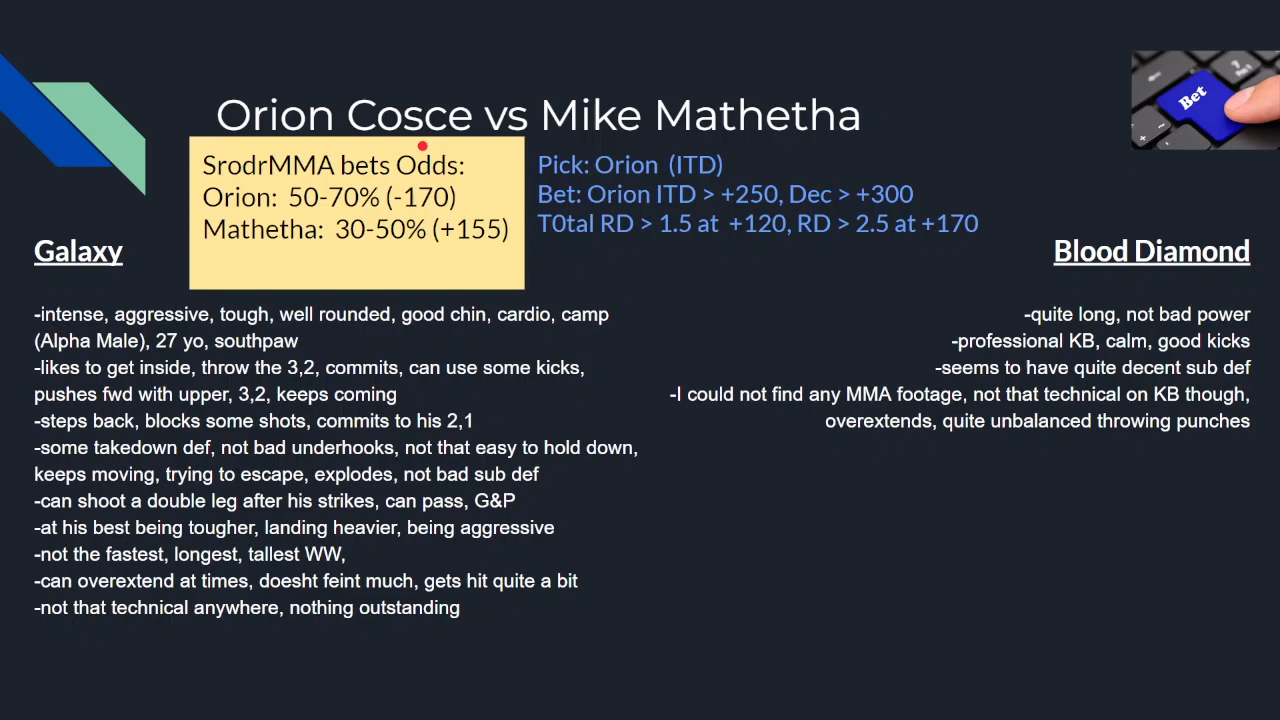 Orion Cosce vs Mike Mathetha
Bet
SrodrMMA bets Odds:
Orion:  50-70% (-170)
Mathetha:  30-50% (+155)
Pick: Orion  (ITD)
Bet: Orion ITD > +250, Dec > +300
T0tal RD > 1.5 at  +120, RD > 2.5 at +170
Galaxy
-intense, aggressive, tough, well rounded, good chin, cardio, camp
(Alpha Male), 27 yo, southpaw
-likes to get inside, throw the 3,2, commits, can use some kicks,
pushes fwd with upper, 3,2, keeps coming
-steps back, blocks some shots, commits to his 2,1
-some takedown def, not bad underhooks, not that easy to hold down,
keeps moving, trying to escape, explodes, not bad sub def
-can shoot a double leg after his strikes, can pass, G&P
-at his best being tougher, landing heavier, being aggressive
-not the fastest, longest, tallest WW,
-can overextend at times, doesht feint much, gets hit quite a bit
-not that technical anywhere, nothing outstanding
Blood Diamond
-quite long, not bad power
-professional KB, calm, good kicks
-seems to have quite decent sub def
-I could not find any MMA footage, not that technical on KB though,
overextends, quite unbalanced throwing punches